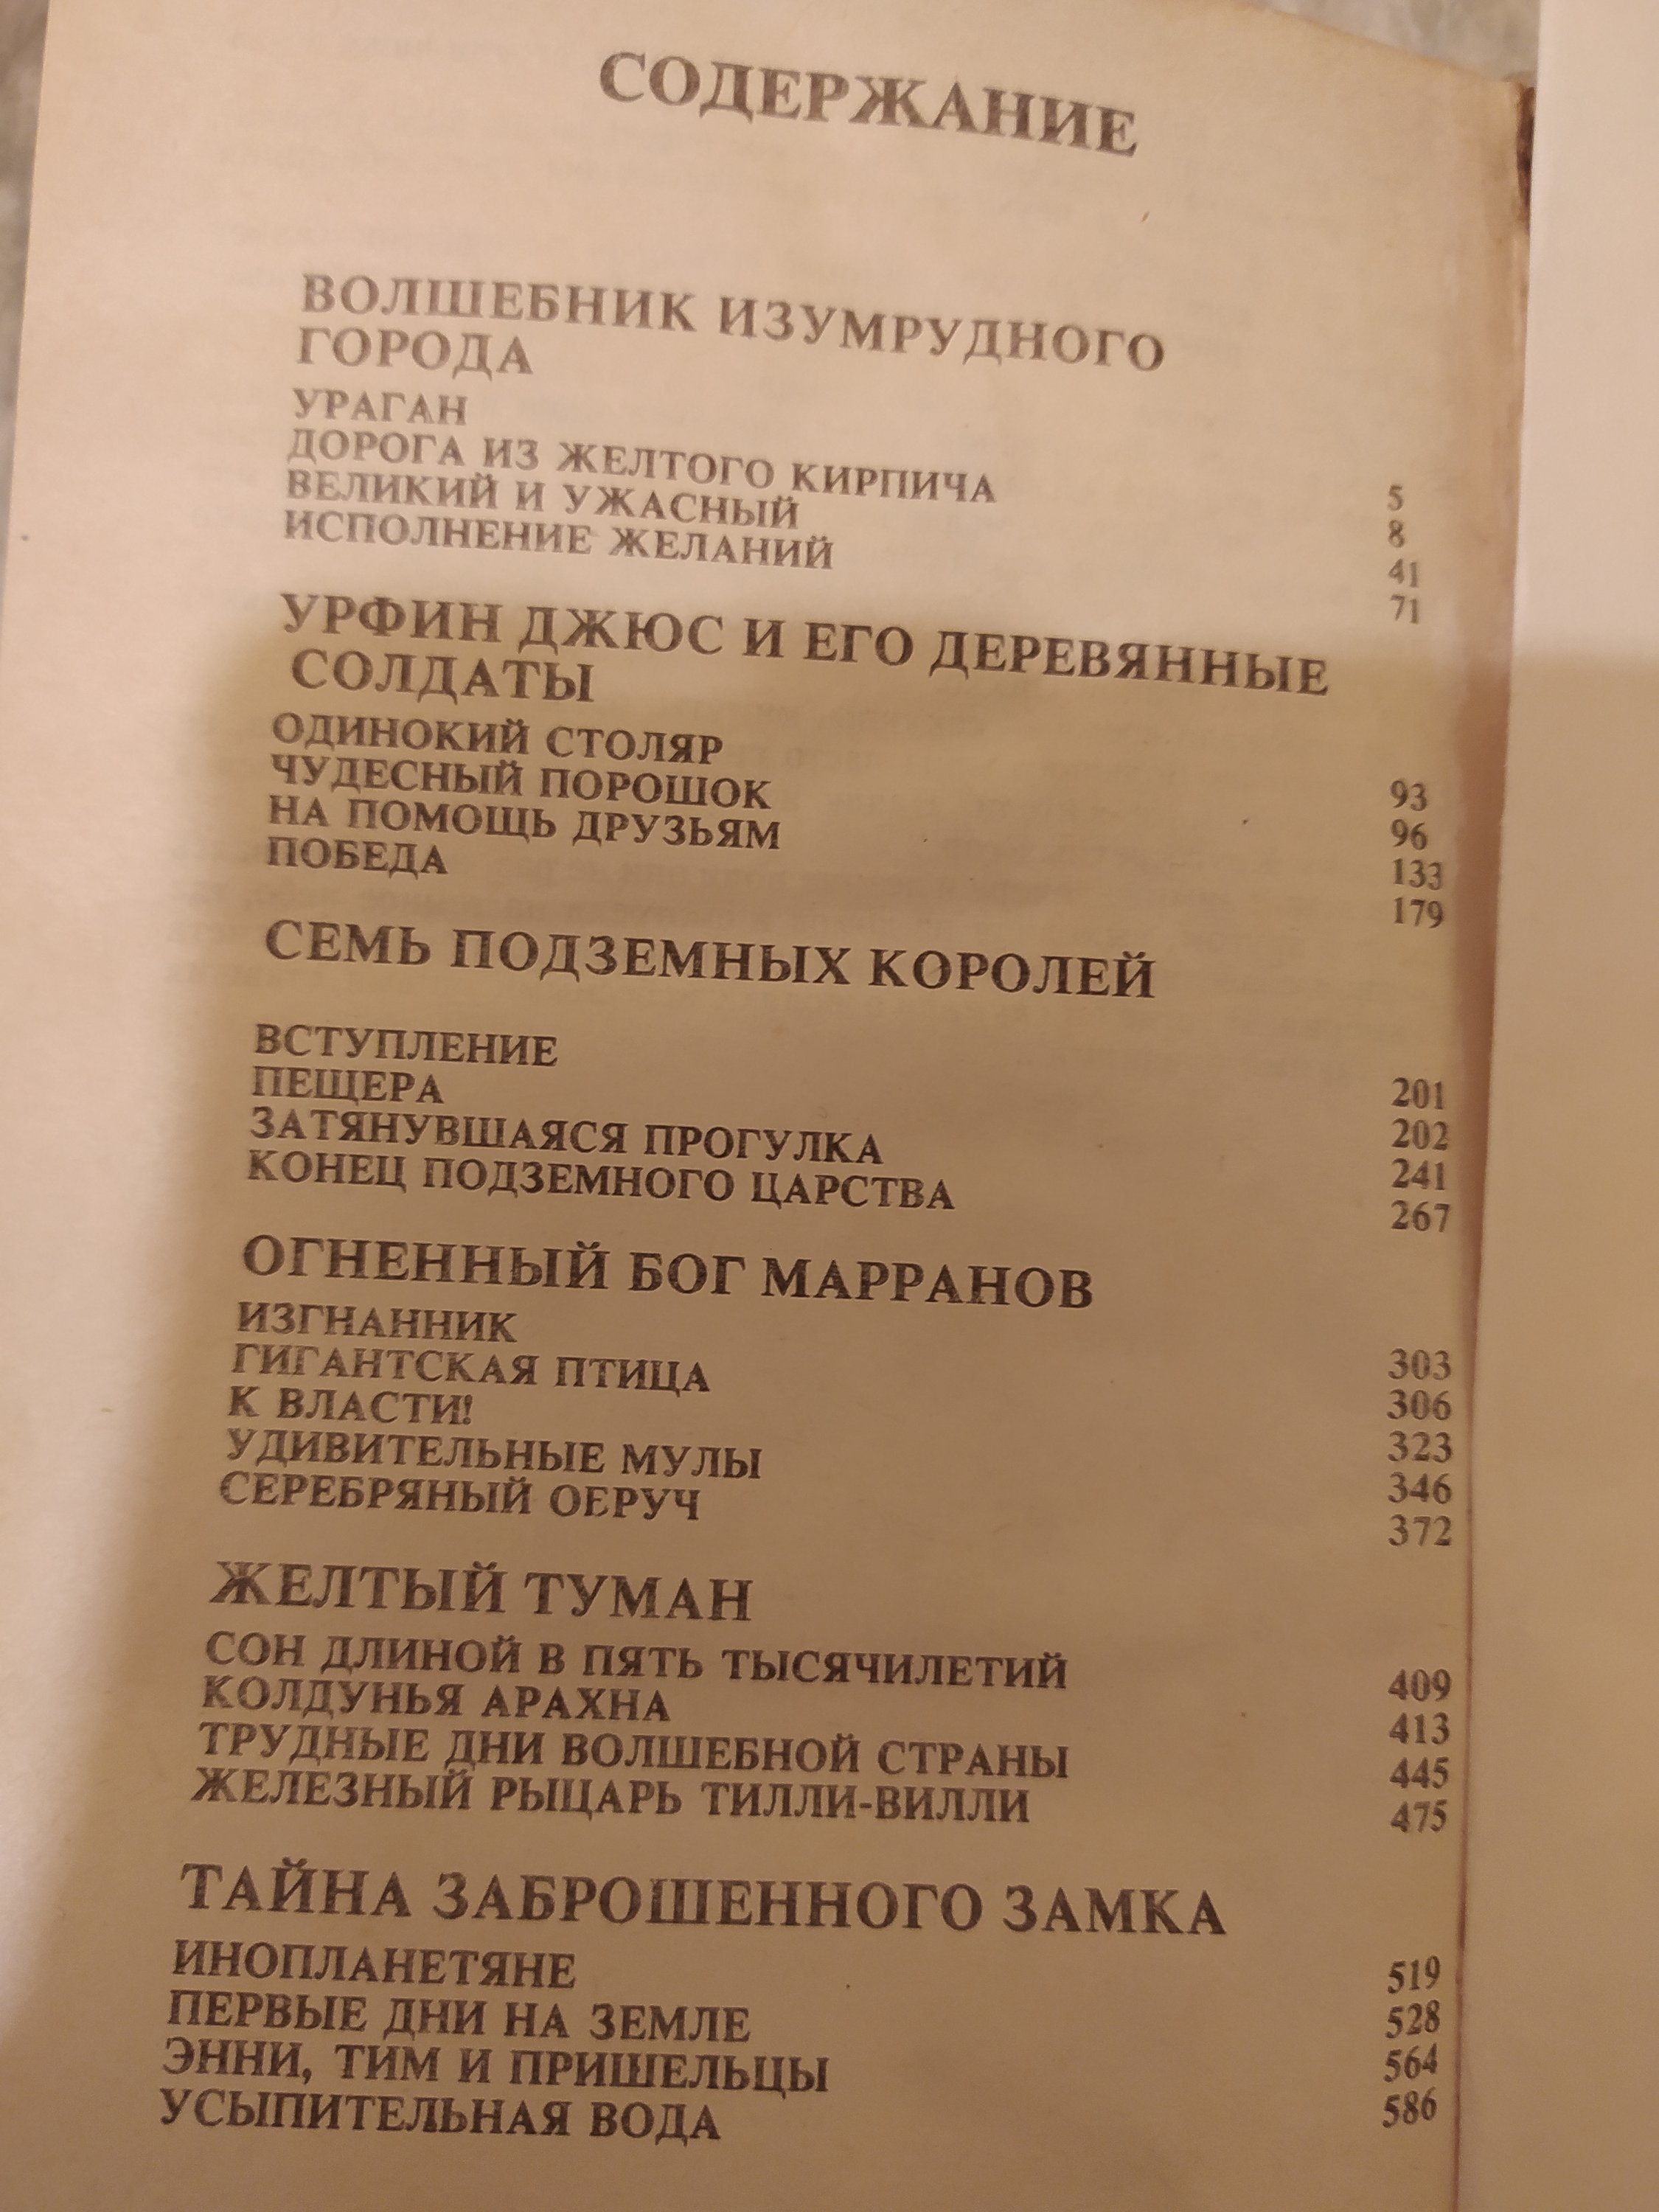 СОДЕРЖАНИЕ
ВОЛШЕБНИК ИЗУМРУДНОГО
ГОРОДА
УРАГАН 5
ДОРОГА ИЗ ЖЕЛТОГО КИРПИЧА 8
ВЕЛИКИЙ И УЖАСНЫЙ 41
ИСПОЛНЕНИЕ ЖЕЛАНИЙ 71
УРФИН ДЖЮС И ЕГО ДЕРЕВЯННЫЕ
СОЛДАТЫ
ОДИНОКИЙ СТОЛЯР 93
ЧУДЕСНЫЙ ПОРОШОК 96
НА ПОМОЩЬ ДРУЗЬЯМ 133
ПОБЕДА 179
СЕМЬ ПОДЗЕМНЫХ КОРОЛЕЙ
ВСТУПЛЕНИЕ 201
ПЕЩЕРА 202
ЗАТЯНУВШАЯСЯ ПРОГУЛКА 241
КОНЕЦ ПОДЗЕМНОГО ЦАРСТВА 267
ОГНЕННЫЙ БОГ МАРРАНОВ
ИЗГНАННИК 303
ГИГАНТСКАЯ ПТИЦА 306
К ВЛАСТИ! 323
УДИВИТЕЛЬНЫЕ МУЛЫ 346
СЕРЕБРЯНЫЙ ОБРУЧ 372
ЖЕЛТЫЙ ТУМАН
СОН ДЛИНОЙ В ПЯТЬ ТЫСЯЧИЛЕТИЙ 409
КОЛДУНЬЯ АРАХНА 413
ТРУДНЫЕ ДНИ ВОЛШЕБНОЙ СТРАНЫ 445
ЖЕЛЕЗНЫЙ РЫЦАРЬ ТИЛЛИ-ВИЛЛИ 475
ТАЙНА ЗАБРОШЕННОГО ЗАМКА
ИНОПЛАНЕТЯНЕ 519
ПЕРВЫЕ ДНИ НА ЗЕМЛЕ 528
ЭННИ, ТИМ И ПРИШЕЛЬЦЫ 564
УСЫПИТЕЛЬНАЯ ВОДА 586